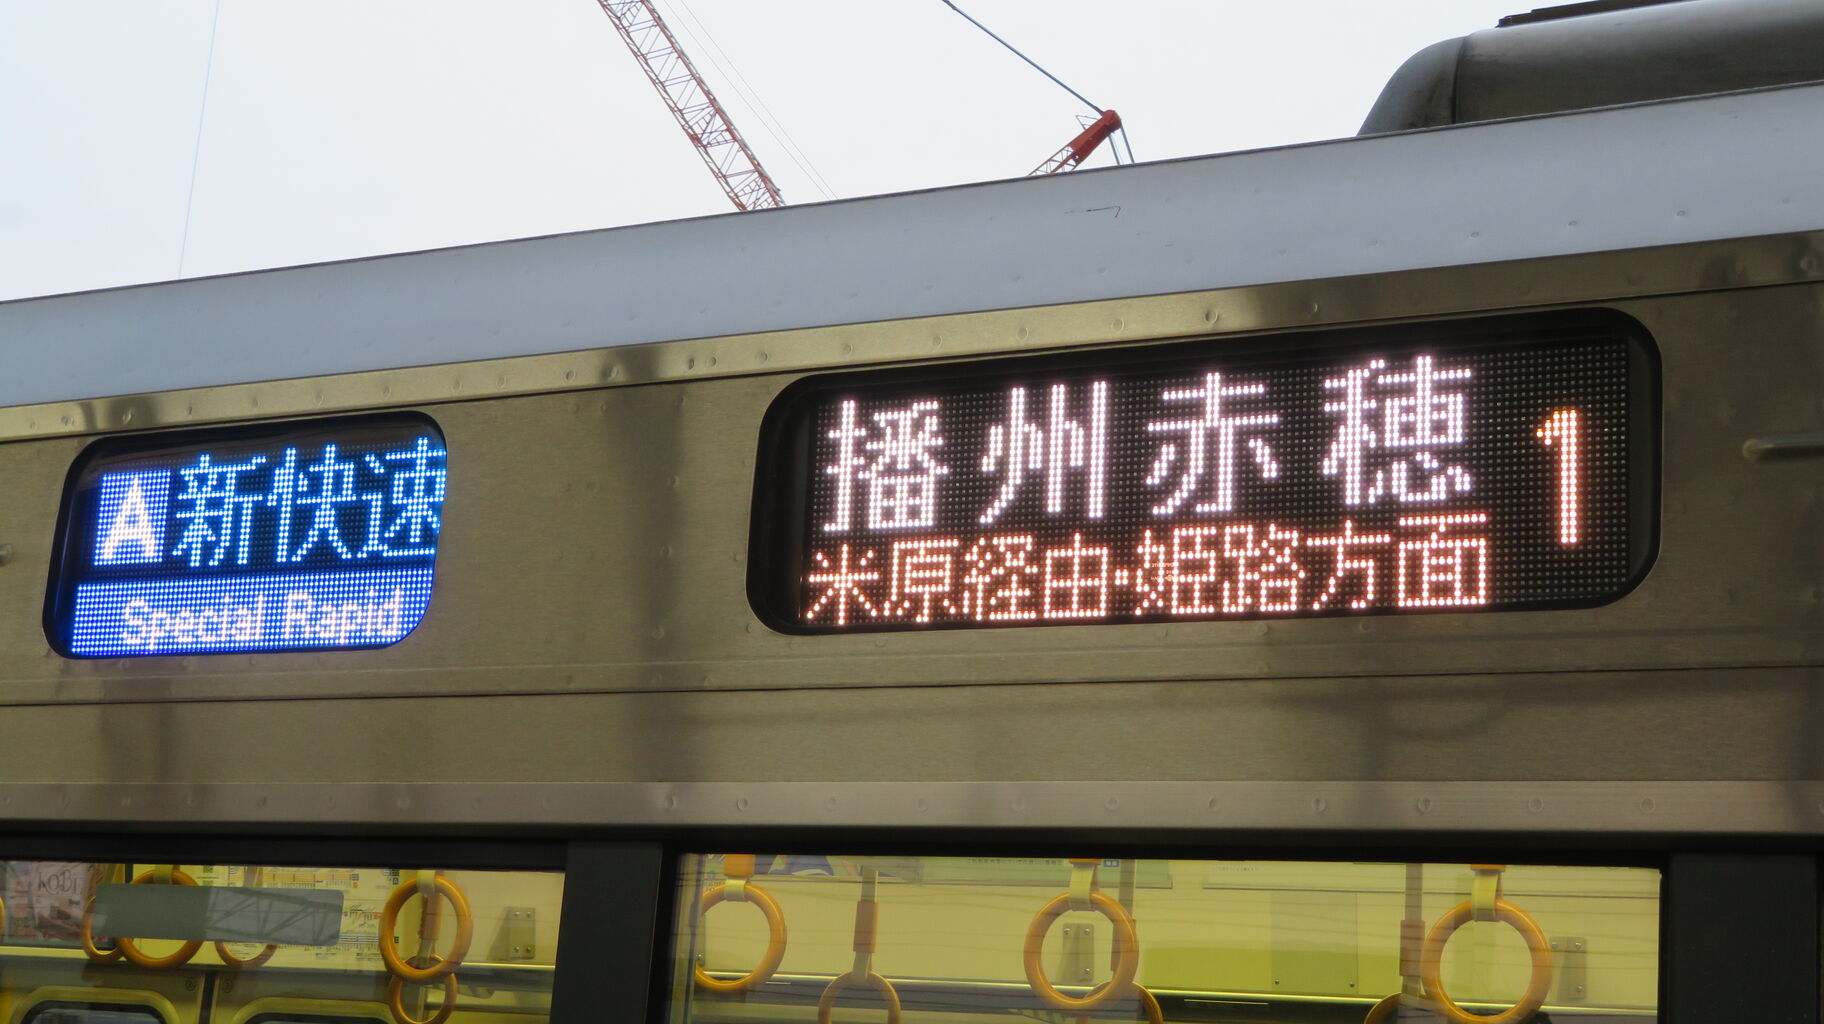 A 新快速
Special Rapid
播州赤穂
米原経由・姫路方面
1